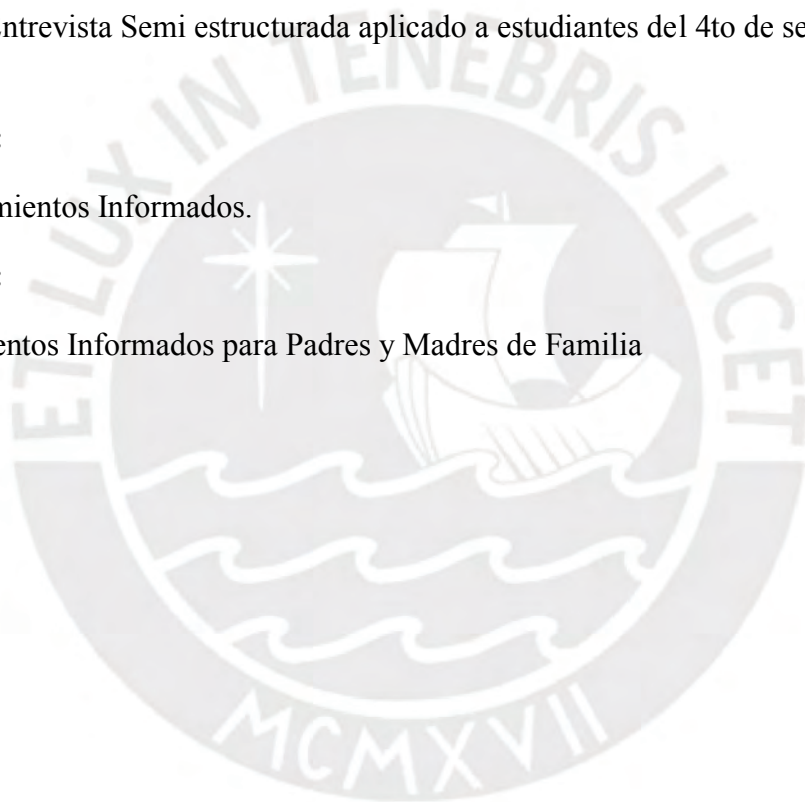 ntrevista Semi estructurada aplicado a estudiantes del 4to de se
:
mientos Informados.
:
entos Informados para Padres y Madres de Familia
ET LUX IN TENEBRIS LUCET
MCMXVII